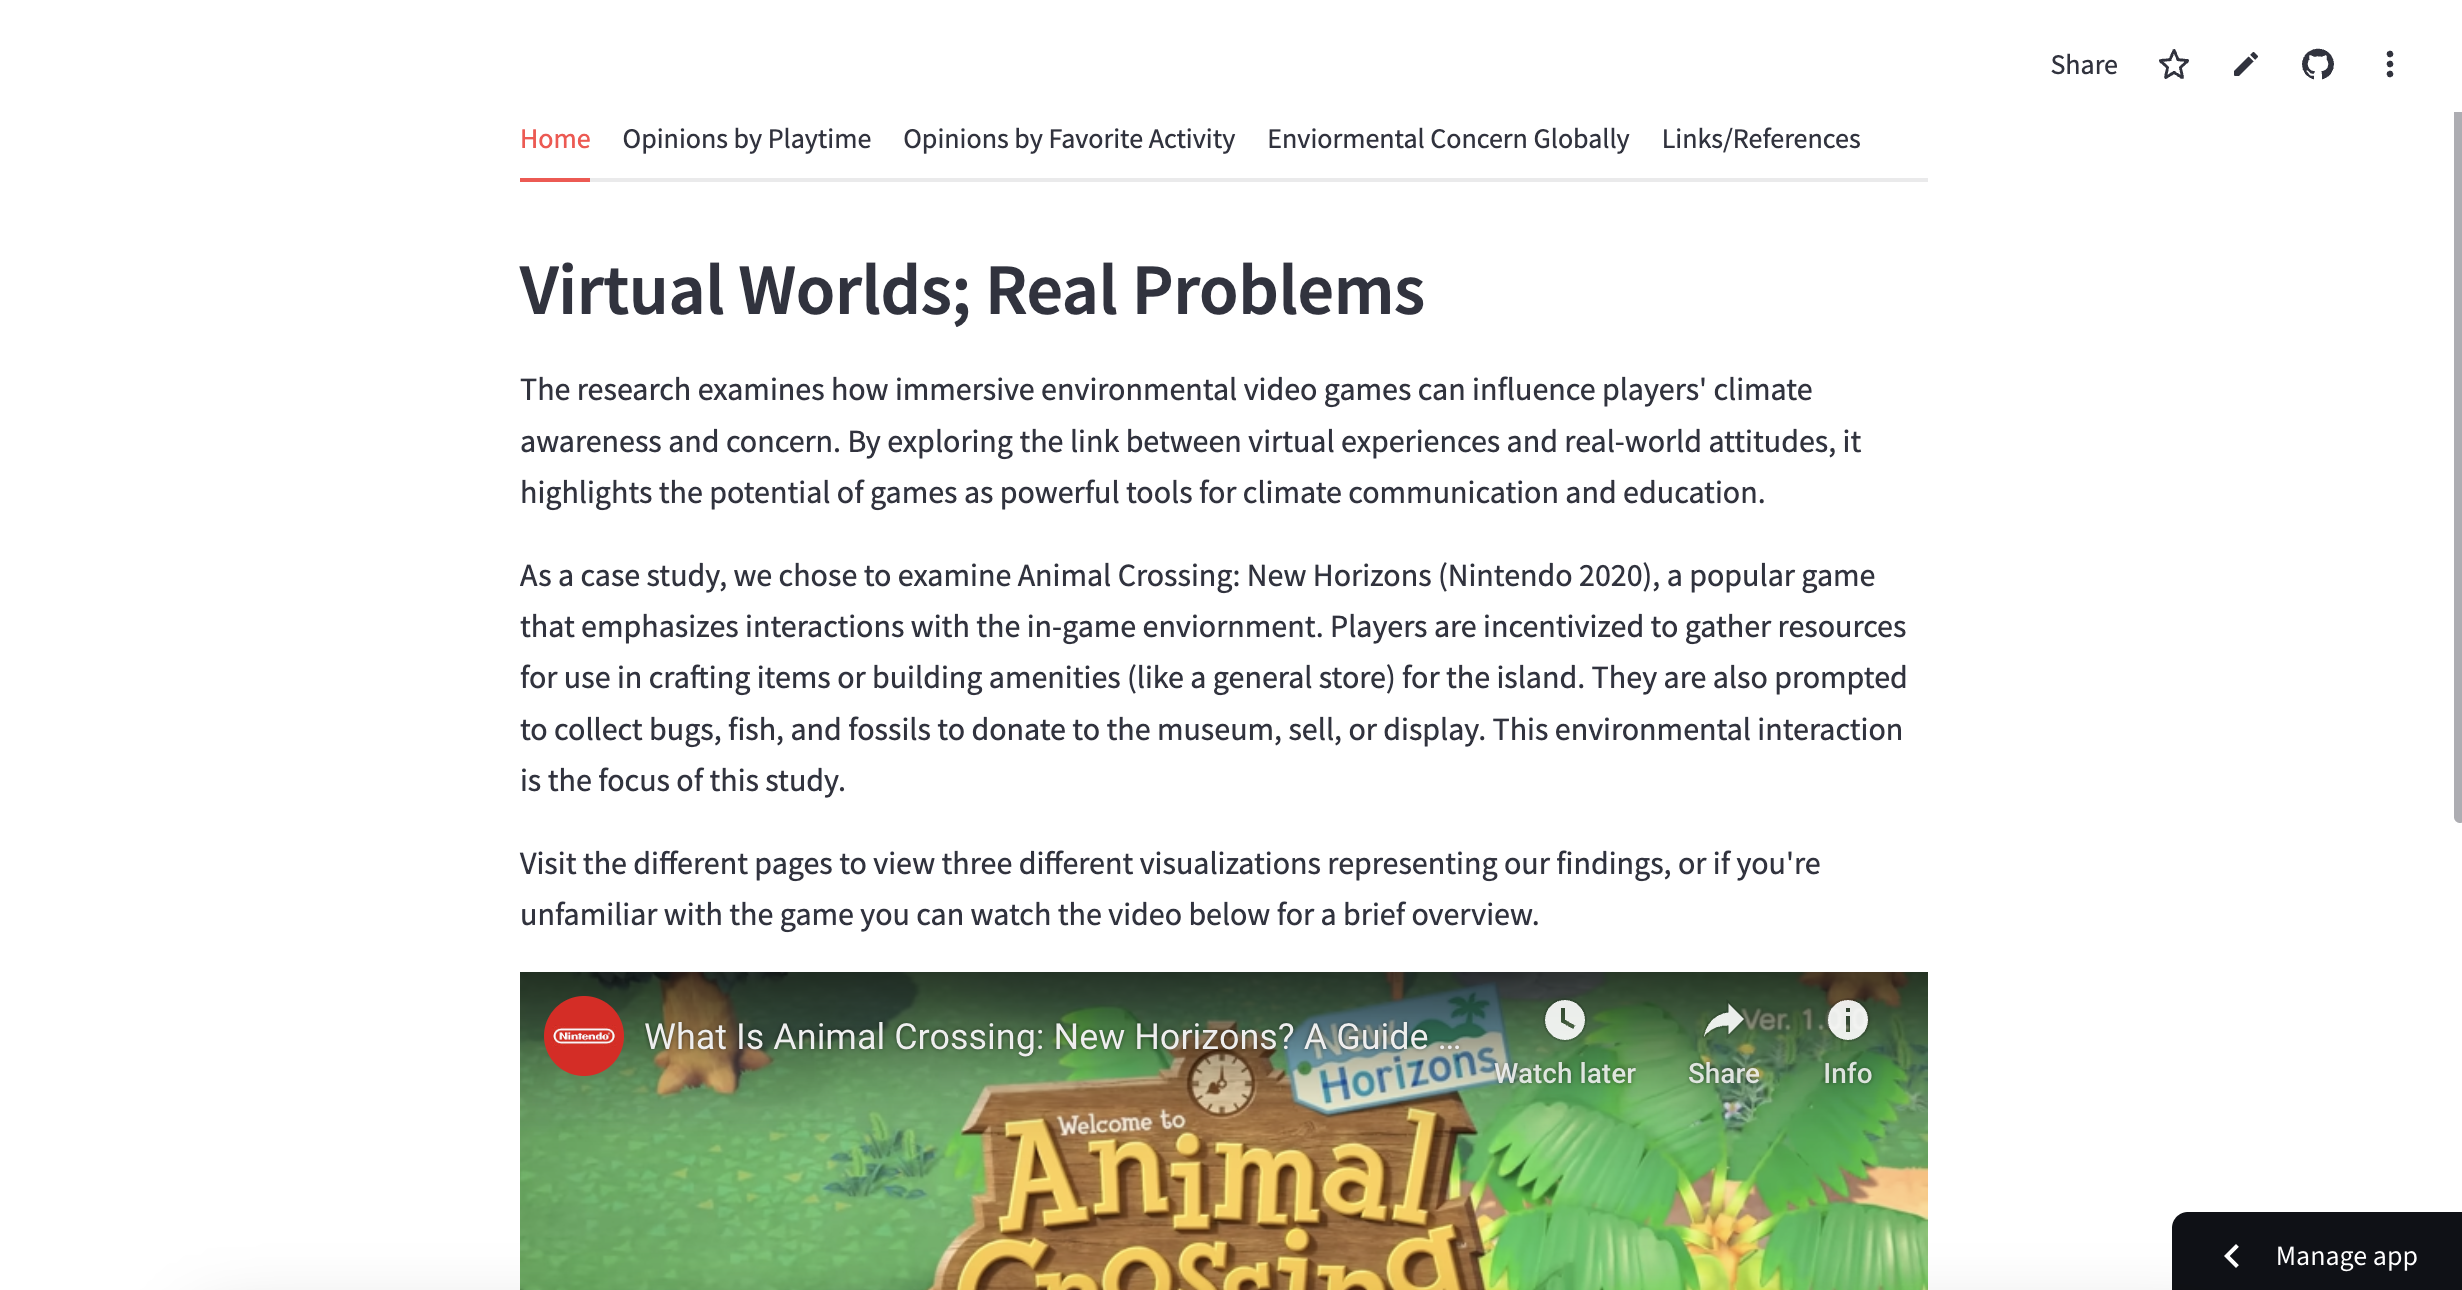 Share
Home Opinions by Playtime Opinions by Favorite Activity Enviormental Concern Globally Links/References
Virtual Worlds; Real Problems
The research examines how immersive environmental video games can influence players' climate
awareness and concern. By exploring the link between virtual experiences and real-world attitudes, it
highlights the potential of games as powerful tools for climate communication and education.
As a case study, we chose to examine Animal Crossing: New Horizons (Nintendo 2020), a popular game
that emphasizes interactions with the in-game enviornment. Players are incentivized to gather resources
for use in crafting items or building amenities (like a general store) for the island. They are also prompted
to collect bugs, fish, and fossils to donate to the museum, sell, or display. This environmental interaction
is the focus of this study.
Visit the different pages to view three different visualizations representing our findings, or if you're
unfamiliar with the game you can watch the video below for a brief overview.
Nintendo
What Is Animal Crossing: New Horizons? A Guide ...
Ver. 1.
Watch later Share Info
New
Horizons
Welcome to
Animal
Crossing
Manage app